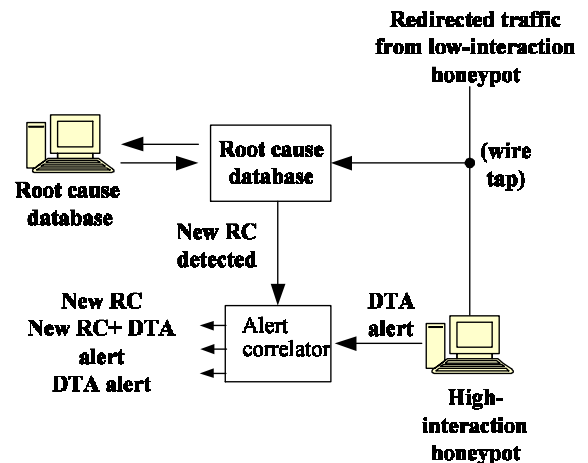 Redirected traffic
from low-interaction
honeypot
(wire
tap)
Root cause
database
Root cause
database
New RC
detected
New RC
New RC+ DTA
alert
DTA alert
Alert
correlator
DTA
alert
High-
interaction
honeypot